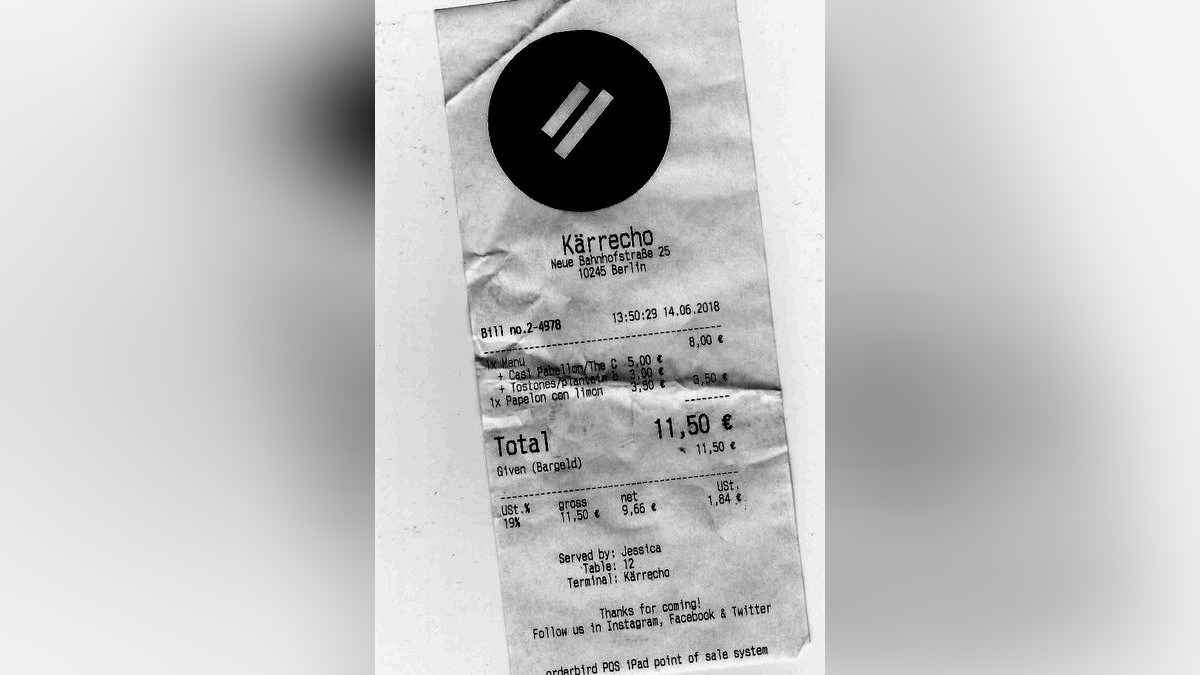 Kärrecho
Neue Bahnhofstraße 25
10245 Berlin
Bill no.2-4978 13:50:29 14.06.2018
1x Menu 8,00 €
+ Casi Pabellon/The C 5,00 €
+ Tostones/plantain 3,00 €
1x Papelon con limon 3,50 € 3,50 €
Total 11,50 €
Given (Bargeld) 11,50 €
USt.% gross net USt.
19% 11,50 € 9,66 € 1,84 €
Served by: Jessica
Table: 12
Terminal: Kärrecho
Thanks for coming!
Follow us in Instagram, Facebook & Twitter
orderbird POS iPad point of sale system